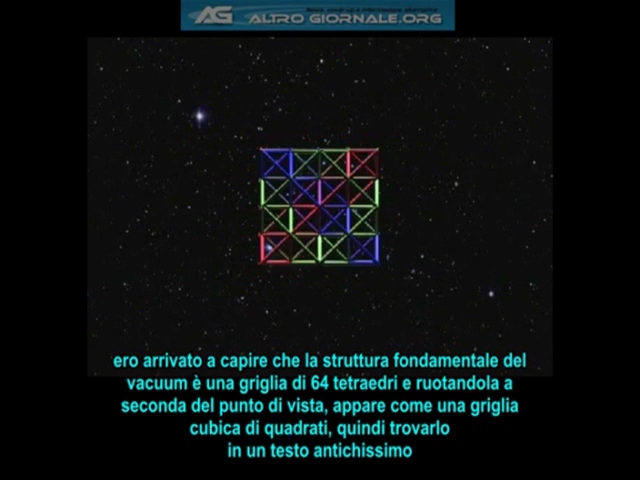 AG ALTRO GIORNALE.ORG
ero arrivato a capire che la struttura fondamentale del
vacuum è una griglia di 64 tetraedri e ruotandola a
seconda del punto di vista, appare come una griglia
cubica di quadrati, quindi trovarlo
in un testo antichissimo